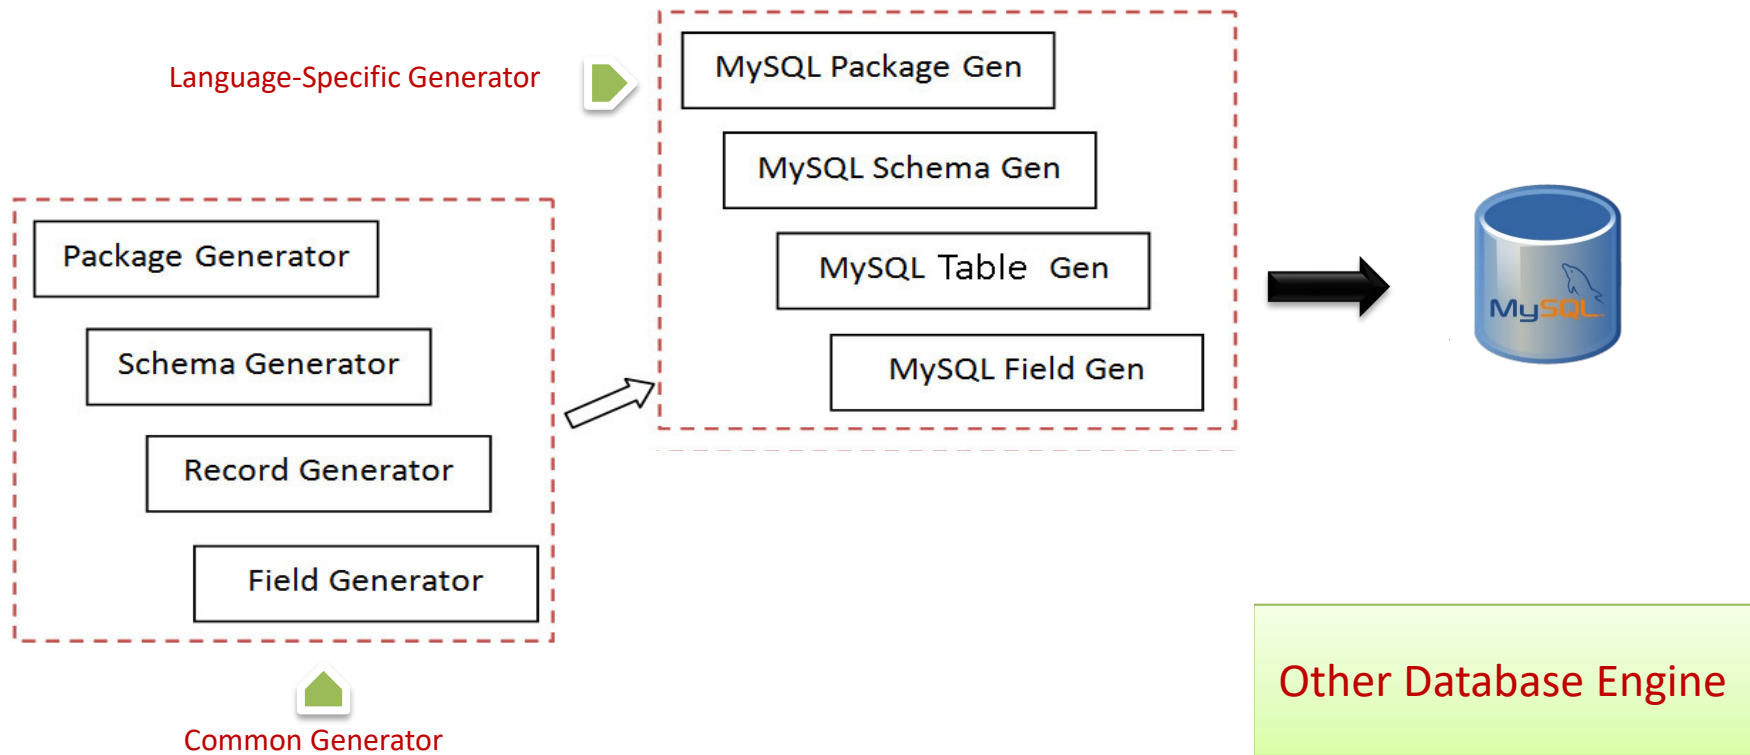 Language-Specific Generator
MySQL Package Gen
MySQL Schema Gen
MySQL Table Gen
MySQL Field Gen
Package Generator
Schema Generator
Record Generator
Field Generator
Common Generator
MySQL
Other Database Engine